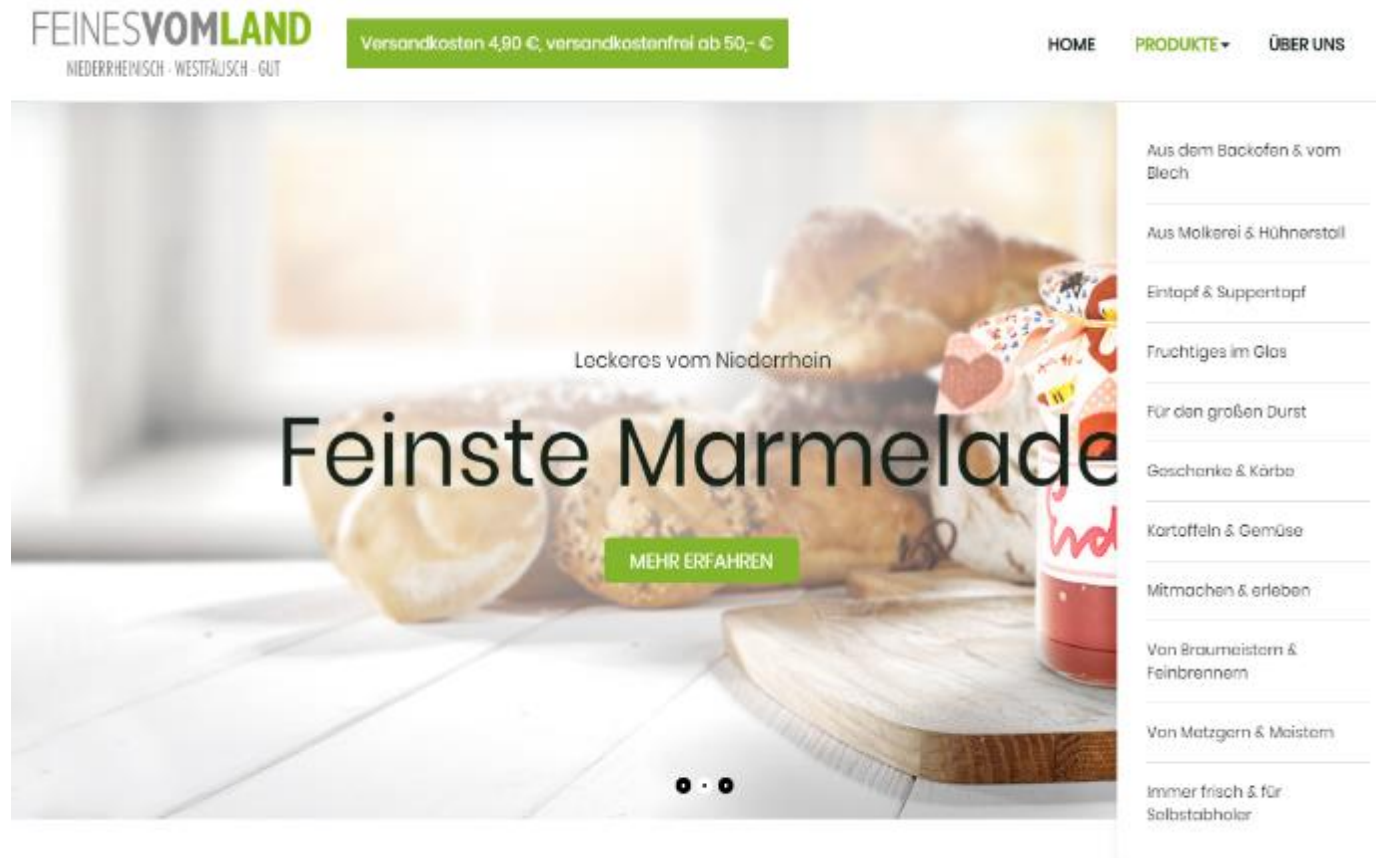 FEINESVOMLAND
NIEDERRHEINISCH · WESTFÄLISCH · GUT
Versandkosten 4,90 €, versandkostenfrei ab 50,- €
HOME PRODUKTE ÜBER UNS
Aus dem Backofen & vom
Blech
Aus Molkerei & Hühnerstall
Eintopf & Suppentopf
Fruchtiges im Glas
Für den großen Durst
Geschenke & Körbe
Kartoffeln & Gemüse
Mitmachen & erleben
Von Braumeistern &
Feinbrennern
Von Metzgern & Meistern
Immer frisch & für
Selbstabholer
Leckeres vom Niederrhein
Feinste Marmelade
MEHR ERFAHREN